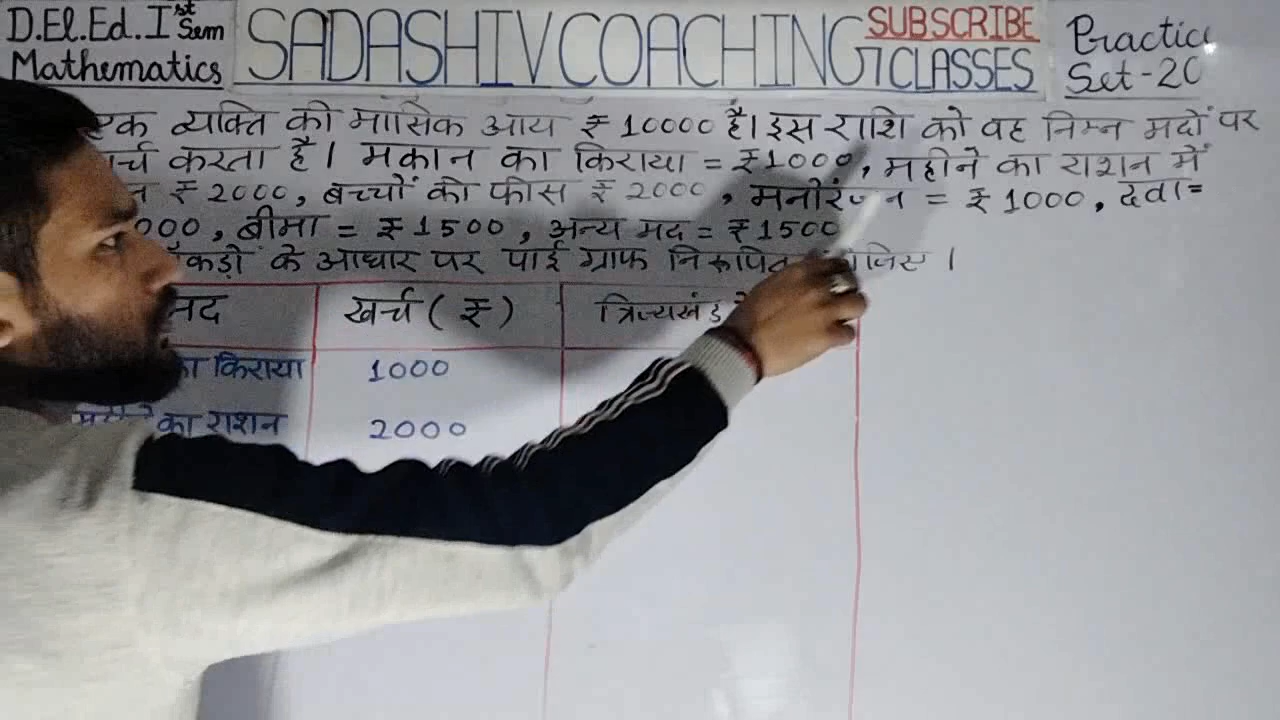 D.El.Ed. Ist Sem
Mathematics
SADASHIV COACHING CLASSES
SUBSCRIBE
Practice
Set-20
एक व्यक्ति की मासिक आय ₹ 10000 है। इस राशि को वह निम्न मदों पर
खर्च करता है। मकान का किराया = ₹1000, महीने का राशन में
₹ 2000, बच्चों की फीस ₹ 2000, मनोरंजन = ₹ 1000, दवा=
000, बीमा = ₹ 1500, अन्य मद = ₹1500
के आधार पर पाई ग्राफ निरूपित कीजिए।
मद खर्च ( ₹ ) त्रिज्यखंड
का किराया 1000
का राशन 2000